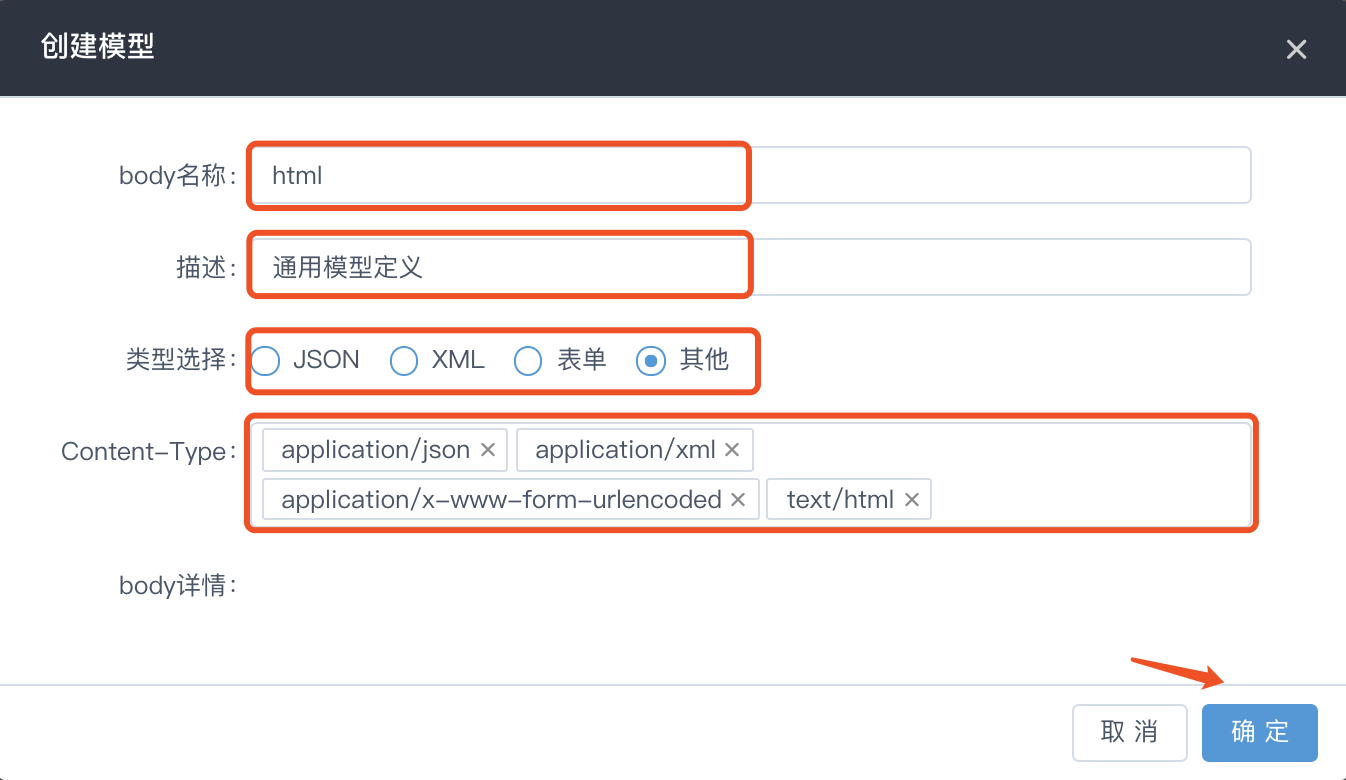 创建模型
body名称: html
描述: 通用模型定义
类型选择: JSON XML 表单 其他
Content-Type: application/json application/xml
application/x-www-form-urlencoded text/html
body详情:
取 消 确 定